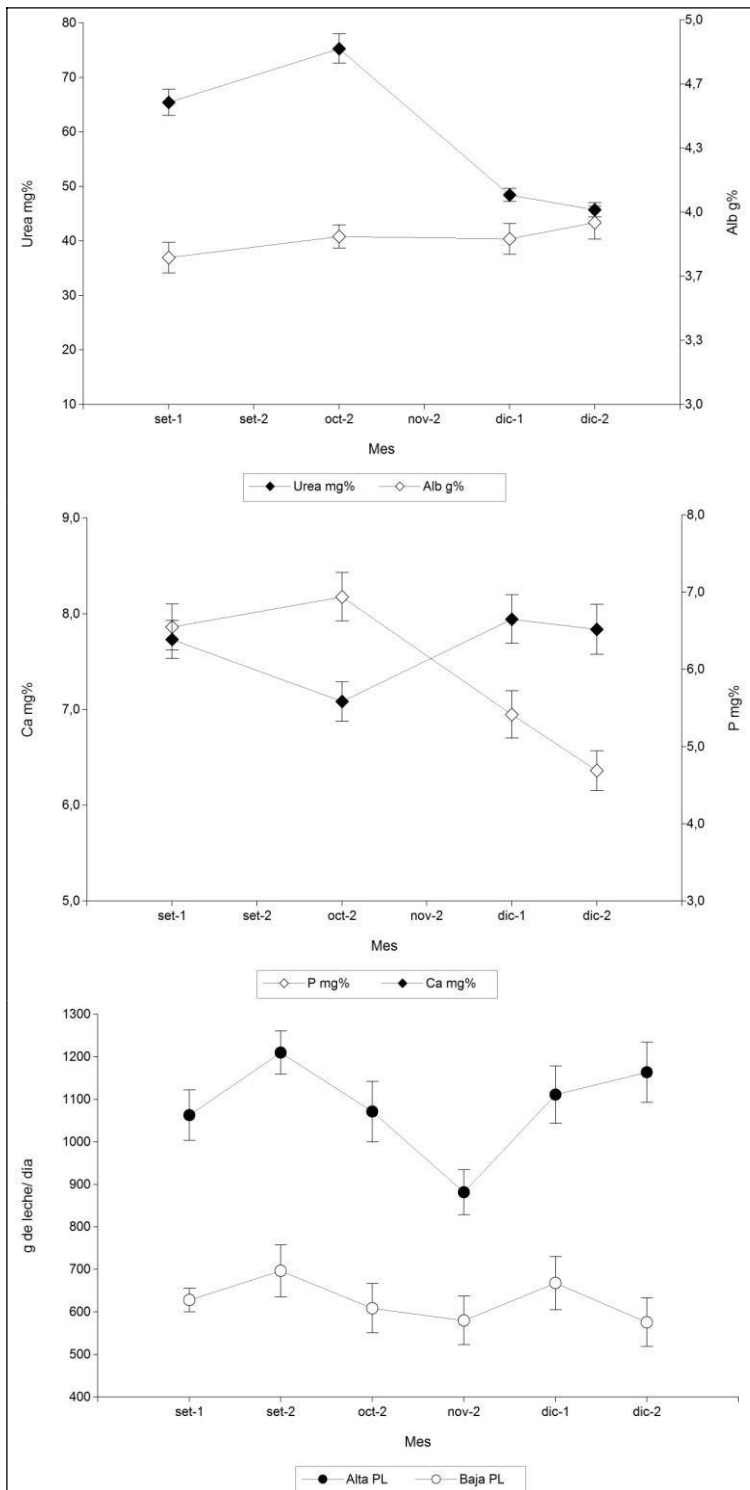 80
70
60
50
40
30
20
10
Urea mg%
5,0
4,7
4,3
4,0
3,7
3,3
3,0
Alb g%
set-1 set-2 oct-2 nov-2 dic-1 dic-2
Mes
Urea mg% Alb g%
9,0
8,0
7,0
6,0
5,0
Ca mg%
8,0
7,0
6,0
5,0
4,0
3,0
P mg%
set-1 set-2 oct-2 nov-2 dic-1 dic-2
Mes
P mg% Ca mg%
1300
1200
1100
1000
900
800
700
600
500
400
g de leche/ día
set-1 set-2 oct-2 nov-2 dic-1 dic-2
Mes
Alta PL Baja PL